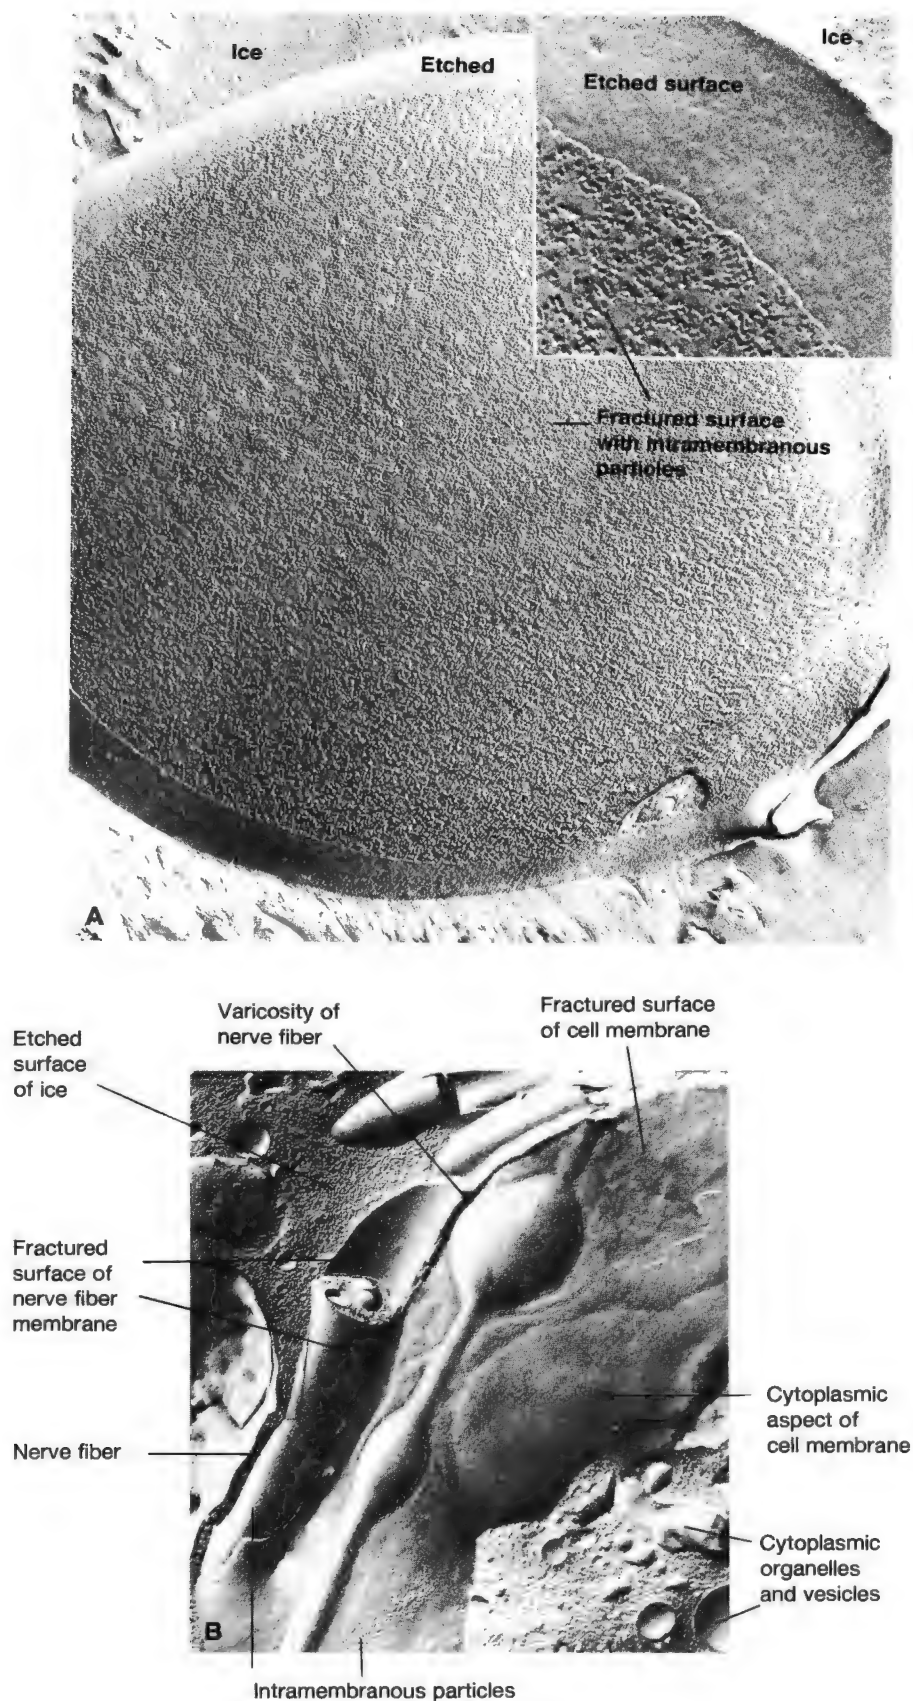 Ice
Etched
Ice
Etched surface
Fractured surface
with intramembranous
particles
A
Varicosity of
nerve fiber
Fractured surface
of cell membrane
Etched
surface
of ice
Fractured
surface of
nerve fiber
membrane
Nerve fiber
Cytoplasmic
aspect of
cell membrane
Cytoplasmic
organelles
and vesicles
B
Intramembranous particles